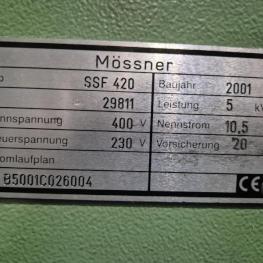 Mössner
p SSF 420 Baujahr 2001
29811 Leistung 5 kV
nnspannung 400 V Nennstrom 10,5
euerspannung 230 V Vorsicherung 20
omlaufplan
B5001C026004 CE